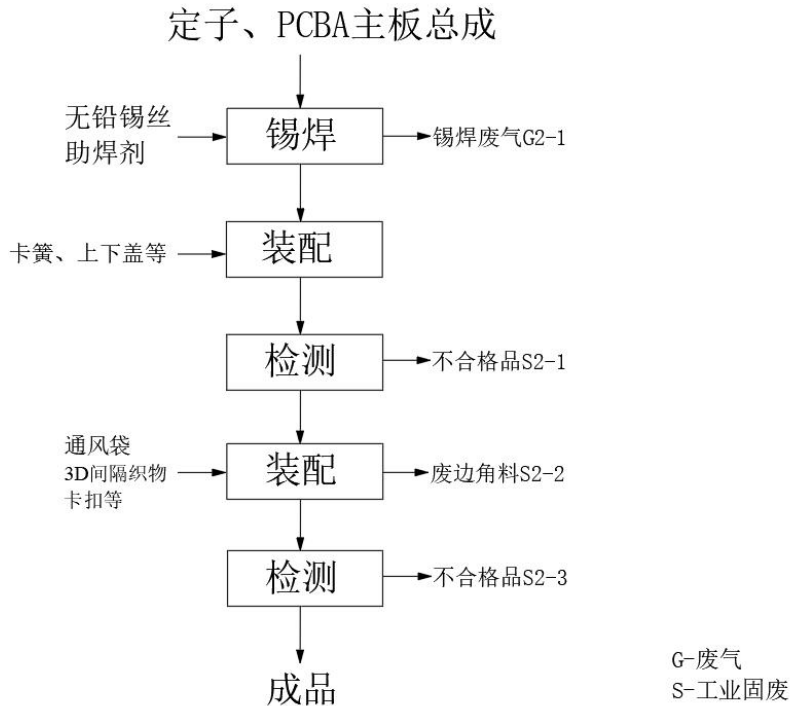 定子、PCBA主板总成
无铅锡丝
助焊剂
锡焊
锡焊废气G2-1
卡簧、上下盖等
装配
检测
不合格品S2-1
通风袋
3D间隔织物
卡扣等
装配
废边角料S2-2
检测
不合格品S2-3
成品
G-废气
S-工业固废